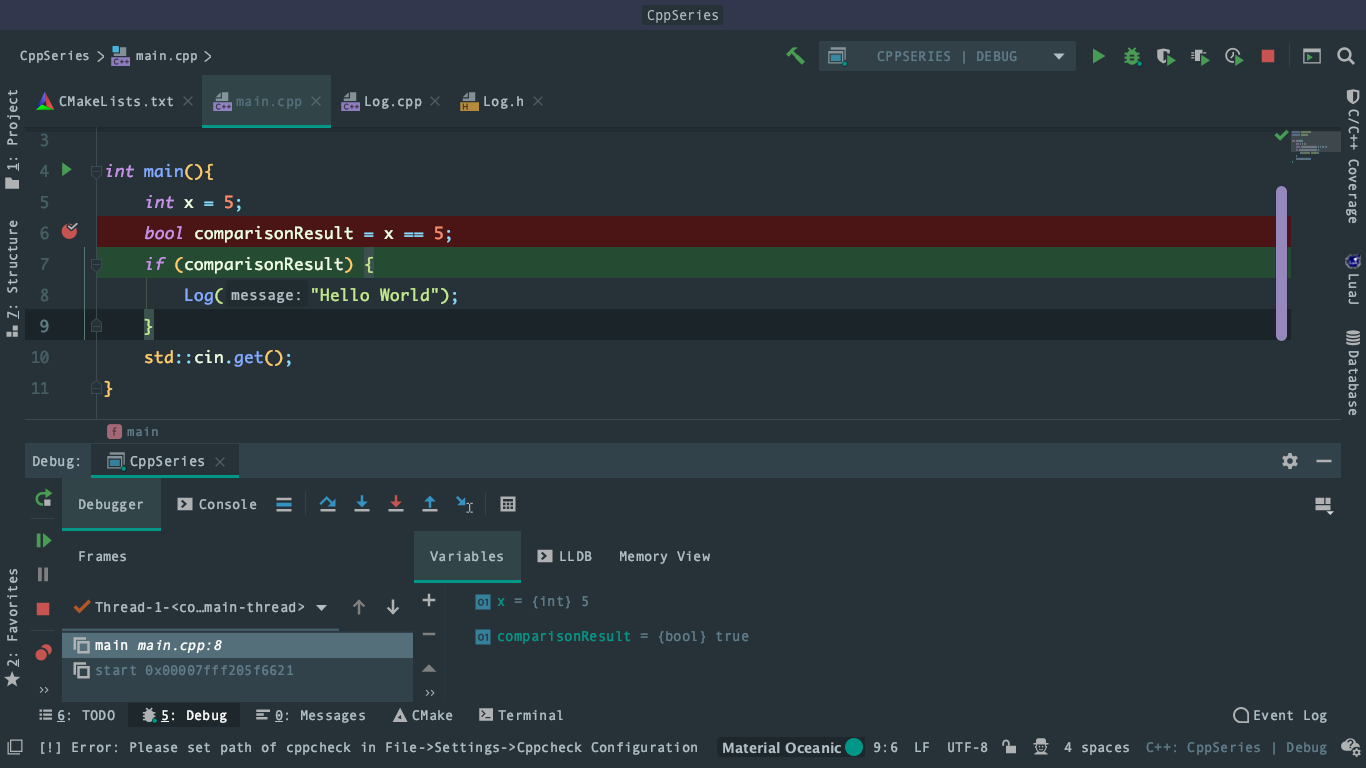 CppSeries
CppSeries > main.cpp >
CPPSERIES | DEBUG
CMakeLists.txt
main.cpp
Log.cpp
Log.h
1: Project
Z: Structure
2: Favorites
3
4 int main(){
5 int x = 5;
6 bool comparisonResult = x == 5;
7 if (comparisonResult) {
8 Log( message: "Hello World");
9 }
10 std::cin.get();
11 }
C/C++ Coverage
LuaJ
Database
f main
Debug: CppSeries
Debugger
Console
Frames
Variables
LLDB
Memory View
Thread-1-<co…main-thread>
main main.cpp:8
start 0x00007fff205f6621
01 x = {int} 5
01 comparisonResult = {bool} true
6: TODO
5: Debug
0: Messages
CMake
Terminal
Event Log
[!] Error: Please set path of cppcheck in File->Settings->Cppcheck Configuration
Material Oceanic
9:6 LF UTF-8 4 spaces C++: CppSeries | Debug